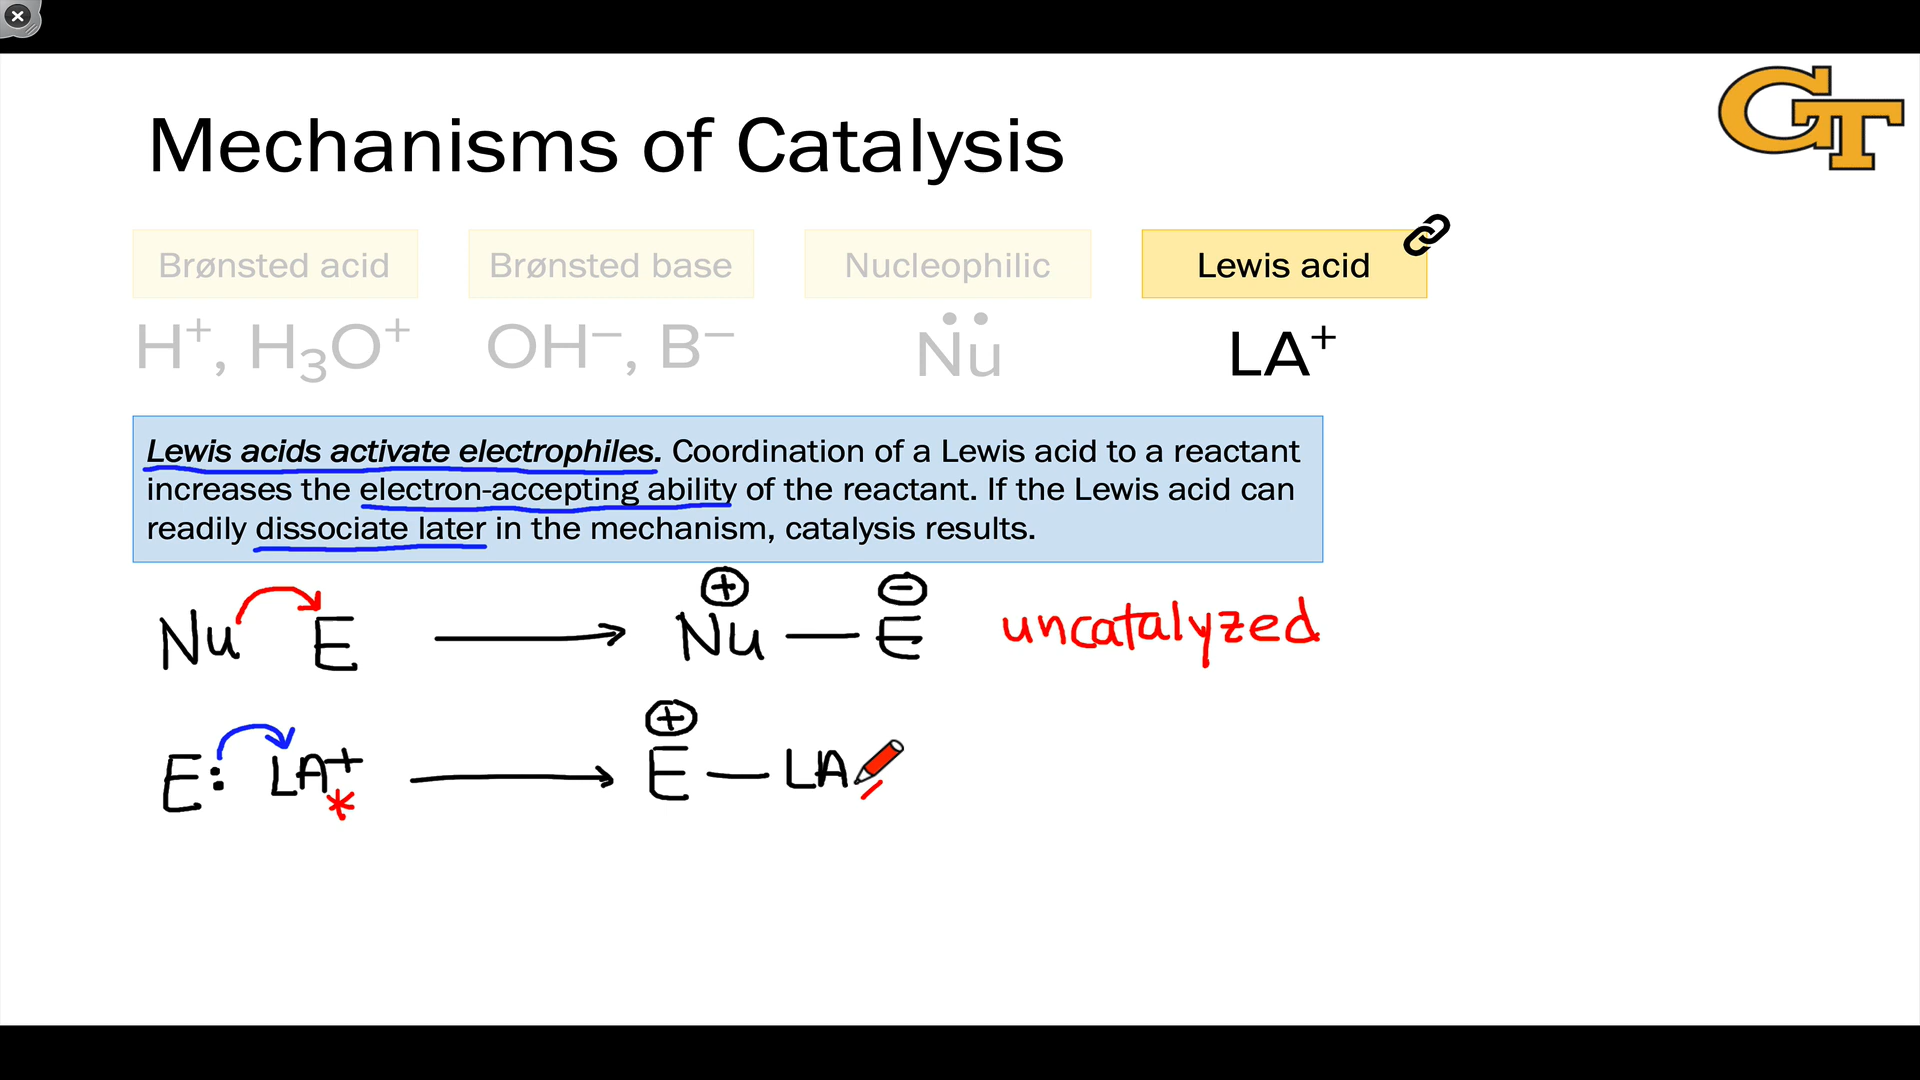 GT
Mechanisms of Catalysis
Brønsted acid Brønsted base Nucleophilic Lewis acid
H⁺, H₃O⁺ OH⁻, B⁻ N̈ü LA⁺
Lewis acids activate electrophiles. Coordination of a Lewis acid to a reactant
increases the electron-accepting ability of the reactant. If the Lewis acid can
readily dissociate later in the mechanism, catalysis results.
⊕ ⊖
Nu E → Nu — E uncatalyzed
⊕
E: LA⁺ → E — LA
*